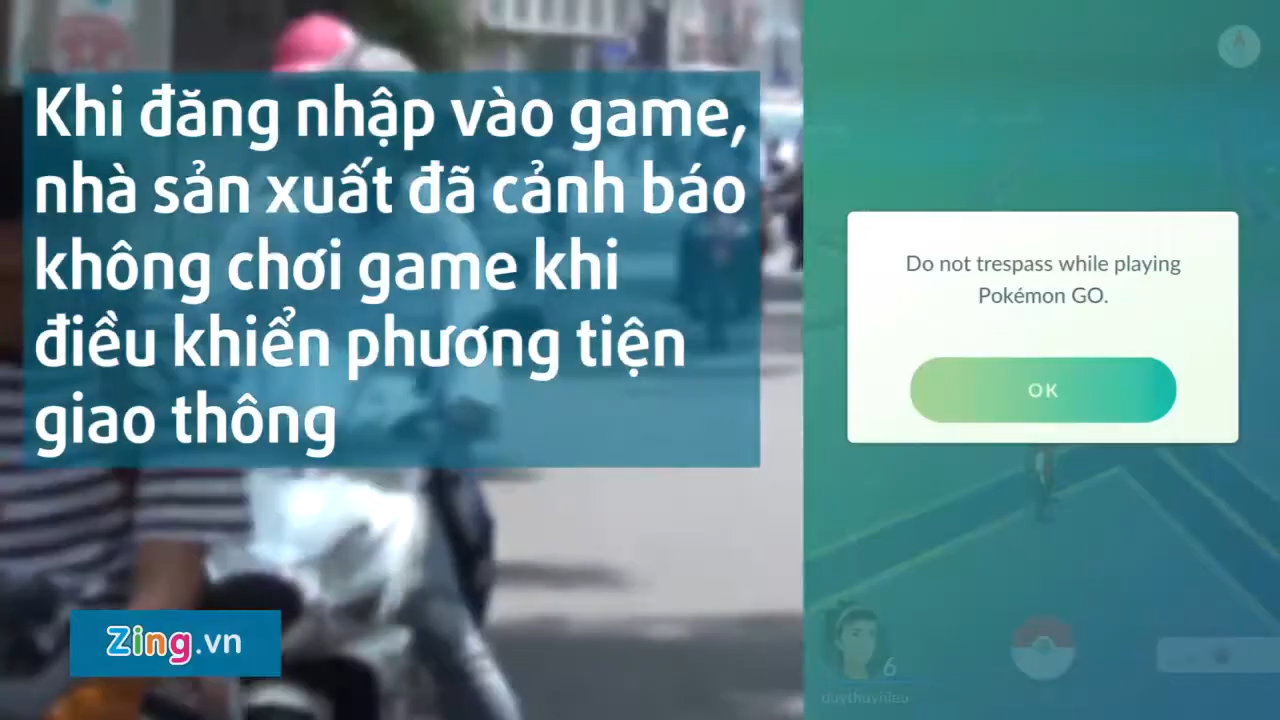 Khi đăng nhập vào game,
nhà sản xuất đã cảnh báo
không chơi game khi
điều khiển phương tiện
giao thông
Zing.vn
Do not trespass while playing
Pokémon GO.
OK
6